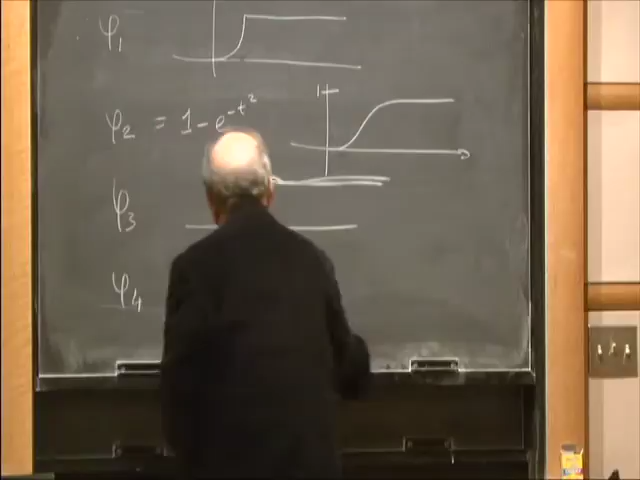 φ₁
1
φ₂ = 1 - e^{-t^2}
φ₃
φ₄